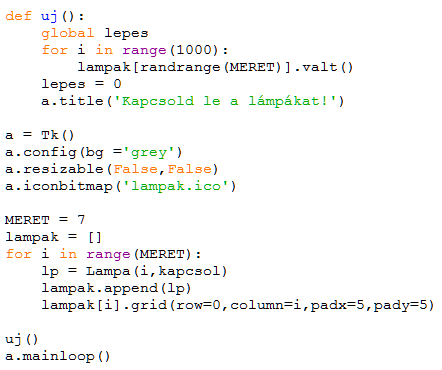 def uj():
    global lepes
    for i in range(1000):
        lampak[randrange(MERET)].valt()
    lepes = 0
    a.title('Kapcsold le a lámpákat!')

a = Tk()
a.config(bg ='grey')
a.resizable(False,False)
a.iconbitmap('lampak.ico')

MERET = 7
lampak = []
for i in range(MERET):
    lp = Lampa(i,kapcsol)
    lampak.append(lp)
    lampak[i].grid(row=0,column=i,padx=5,pady=5)

uj()
a.mainloop()